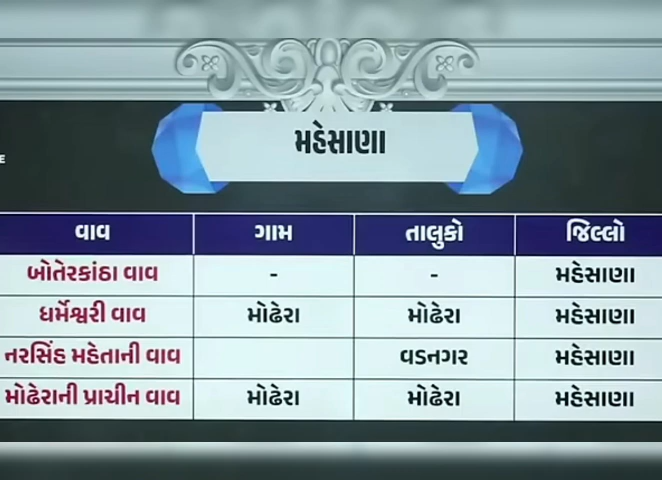 મહેસાણા
E
વાવ ગામ તાલુકો જિલ્લો
બોતેરકાંઠા વાવ - - મહેસાણા
ધર્મેશ્વરી વાવ મોઢેરા મોઢેરા મહેસાણા
નરસિંહ મહેતાની વાવ વડનગર મહેસાણા
મોઢેરાની પ્રાચીન વાવ મોઢેરા મોઢેરા મહેસાણા